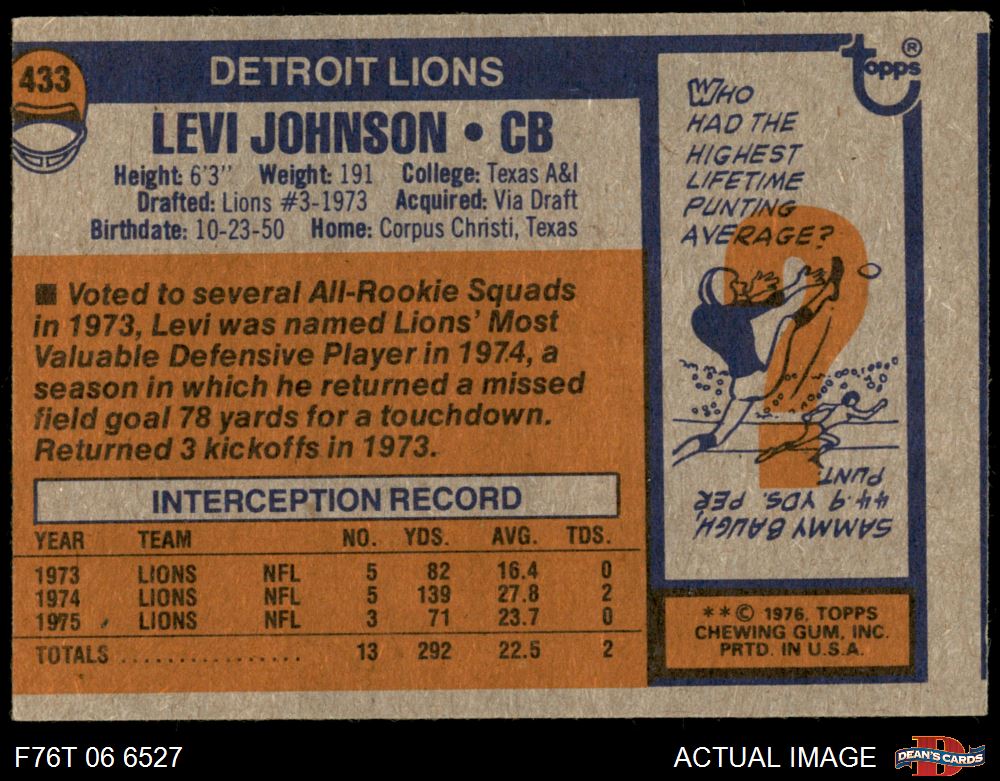 433
DETROIT LIONS
LEVI JOHNSON • CB
Height: 6'3" Weight: 191 College: Texas A&I
Drafted: Lions #3-1973 Acquired: Via Draft
Birthdate: 10-23-50 Home: Corpus Christi, Texas
■ Voted to several All-Rookie Squads
in 1973, Levi was named Lions' Most
Valuable Defensive Player in 1974, a
season in which he returned a missed
field goal 78 yards for a touchdown.
Returned 3 kickoffs in 1973.
INTERCEPTION RECORD
YEAR TEAM NO. YDS. AVG. TDS.
1973 LIONS NFL 5 82 16.4 0
1974 LIONS NFL 5 139 27.8 2
1975 LIONS NFL 3 71 23.7 0
TOTALS ................ 13 292 22.5 2
topps ®
WHO
HAD THE
HIGHEST
LIFETIME
PUNTING
AVERAGE?
?
SAMMY BAUGH,
44.9 YDS. PER
PUNT.
**© 1976, TOPPS
CHEWING GUM, INC.
PRTD. IN U.S.A.
F76T 06 6527
ACTUAL IMAGE
D
DEAN'S CARDS